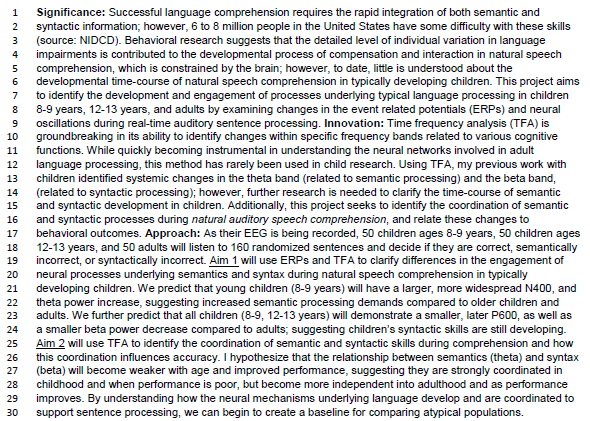 1 Significance: Successful language comprehension requires the rapid integration of both semantic and
2 syntactic information; however, 6 to 8 million people in the United States have some difficulty with these skills
3 (source: NIDCD). Behavioral research suggests that the detailed level of individual variation in language
4 impairments is contributed to the developmental process of compensation and interaction in natural speech
5 comprehension, which is constrained by the brain; however, to date, little is understood about the
6 developmental time-course of natural speech comprehension in typically developing children. This project aims
7 to identify the development and engagement of processes underlying typical language processing in children
8 8-9 years, 12-13 years, and adults by examining changes in the event related potentials (ERPs) and neural
9 oscillations during real-time auditory sentence processing. Innovation: Time frequency analysis (TFA) is
10 groundbreaking in its ability to identify changes within specific frequency bands related to various cognitive
11 functions. While quickly becoming instrumental in understanding the neural networks involved in adult
12 language processing, this method has rarely been used in child research. Using TFA, my previous work with
13 children identified systemic changes in the theta band (related to semantic processing) and the beta band,
14 (related to syntactic processing); however, further research is needed to clarify the time-course of semantic
15 and syntactic development in children. Additionally, this project seeks to identify the coordination of semantic
16 and syntactic processes during natural auditory speech comprehension, and relate these changes to
17 behavioral outcomes. Approach: As their EEG is being recorded, 50 children ages 8-9 years, 50 children ages
18 12-13 years, and 50 adults will listen to 160 randomized sentences and decide if they are correct, semantically
19 incorrect, or syntactically incorrect. Aim 1 will use ERPs and TFA to clarify differences in the engagement of
20 neural processes underlying semantics and syntax during natural speech comprehension in typically
21 developing children. We predict that young children (8-9 years) will have a larger, more widespread N400, and
22 theta power increase, suggesting increased semantic processing demands compared to older children and
23 adults. We further predict that all children (8-9, 12-13 years) will demonstrate a smaller, later P600, as well as
24 a smaller beta power decrease compared to adults; suggesting children's syntactic skills are still developing.
25 Aim 2 will use TFA to identify the coordination of semantic and syntactic skills during comprehension and how
26 this coordination influences accuracy. I hypothesize that the relationship between semantics (theta) and syntax
27 (beta) will become weaker with age and improved performance, suggesting they are strongly coordinated in
28 childhood and when performance is poor, but become more independent into adulthood and as performance
29 improves. By understanding how the neural mechanisms underlying language develop and are coordinated to
30 support sentence processing, we can begin to create a baseline for comparing atypical populations.